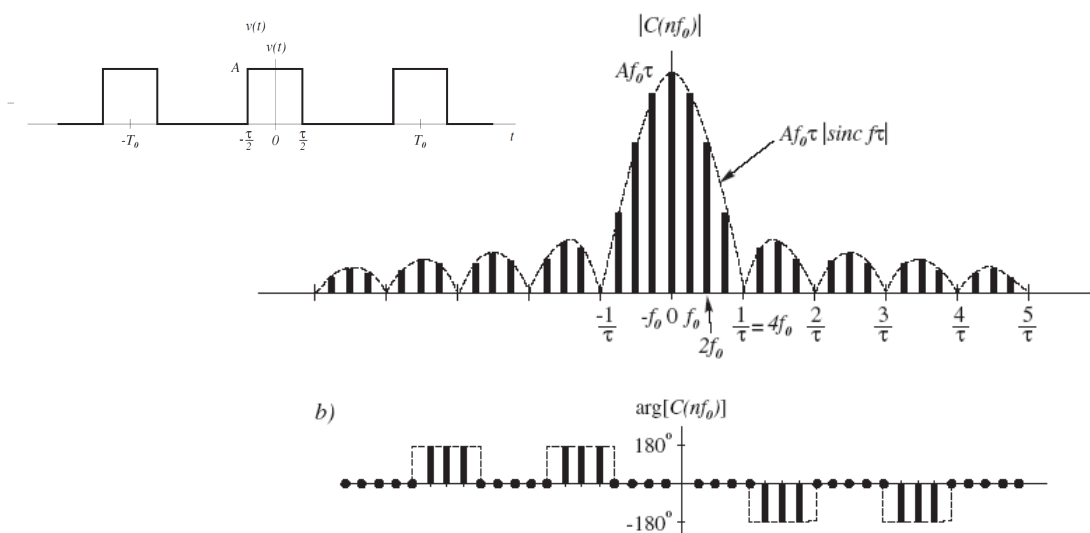 v(t)
v(t)
A
-T₀ -τ/2 0 τ/2 T₀ t
|C(nf₀)|
Af₀τ
Af₀τ |sinc fτ|
-1/τ -f₀ 0 f₀ 1/τ = 4f₀ 2/τ 3/τ 4/τ 5/τ
2f₀
b)
arg[C(nf₀)]
180°
-180°